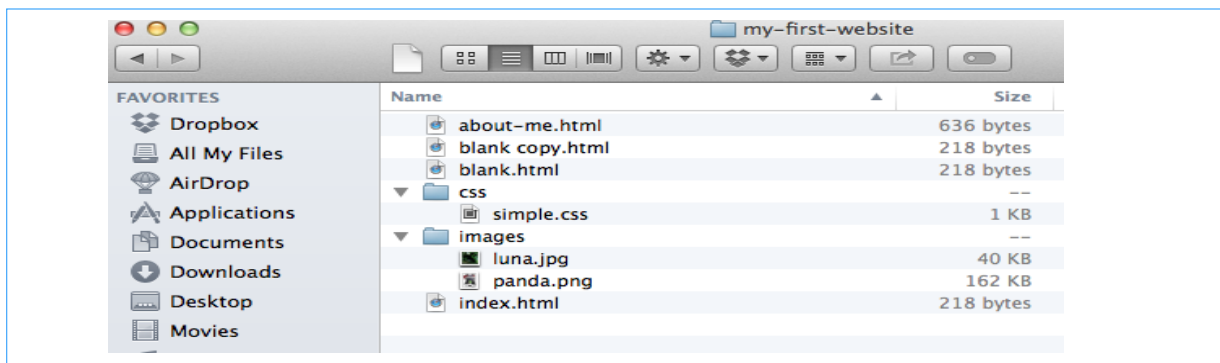 my-first-website
FAVORITES
Dropbox
All My Files
AirDrop
Applications
Documents
Downloads
Desktop
Movies
Name Size
about-me.html 636 bytes
blank copy.html 218 bytes
blank.html 218 bytes
css --
simple.css 1 KB
images --
luna.jpg 40 KB
panda.png 162 KB
index.html 218 bytes